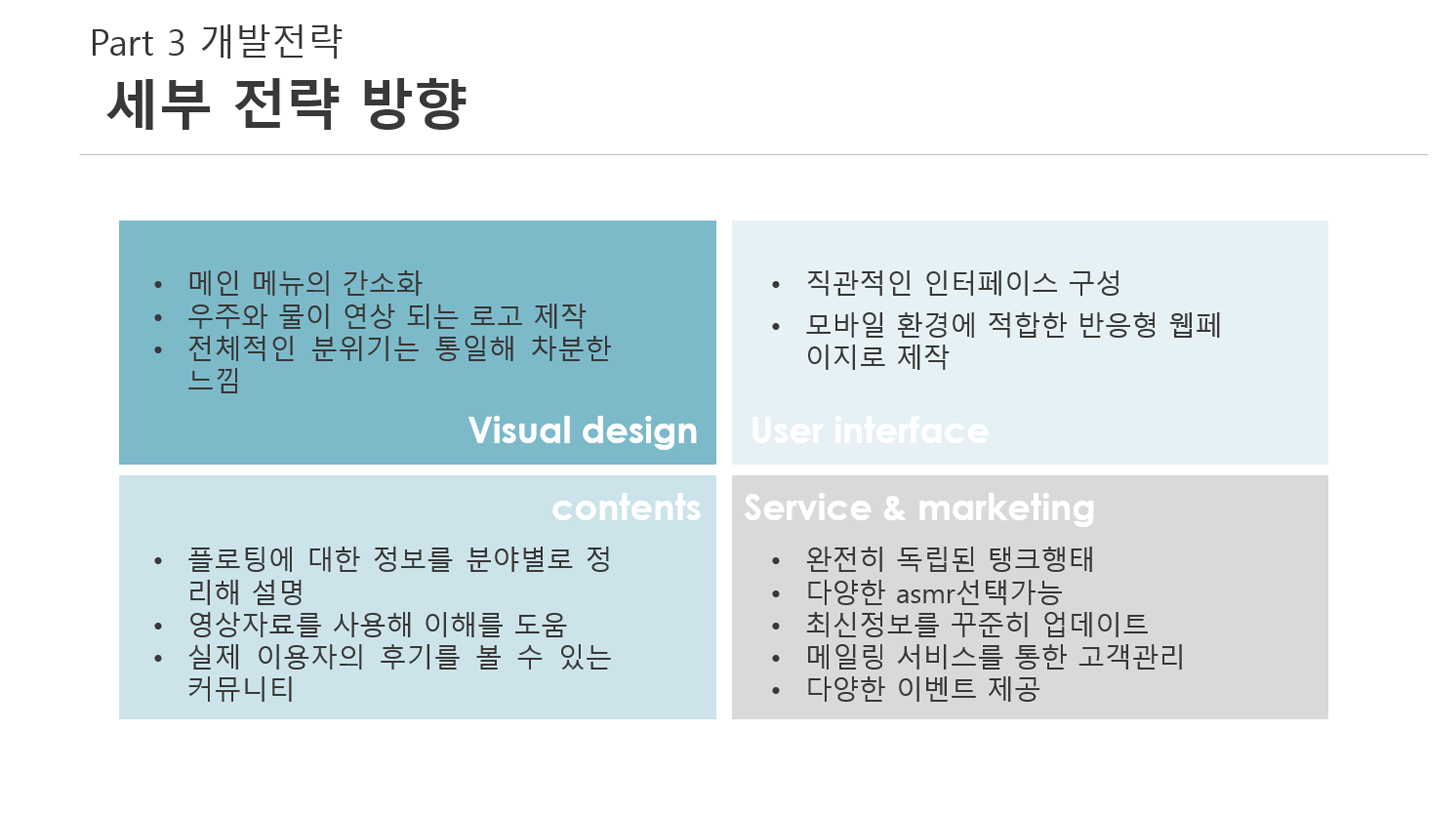 Part 3 개발전략
세부 전략 방향
• 메인 메뉴의 간소화
• 우주와 물이 연상 되는 로고 제작
• 전체적인 분위기는 통일해 차분한
느낌
Visual design
• 직관적인 인터페이스 구성
• 모바일 환경에 적합한 반응형 웹페
이지로 제작
User interface
contents
• 플로팅에 대한 정보를 분야별로 정
리해 설명
• 영상자료를 사용해 이해를 도움
• 실제 이용자의 후기를 볼 수 있는
커뮤니티
Service & marketing
• 완전히 독립된 탱크행태
• 다양한 asmr선택가능
• 최신정보를 꾸준히 업데이트
• 메일링 서비스를 통한 고객관리
• 다양한 이벤트 제공